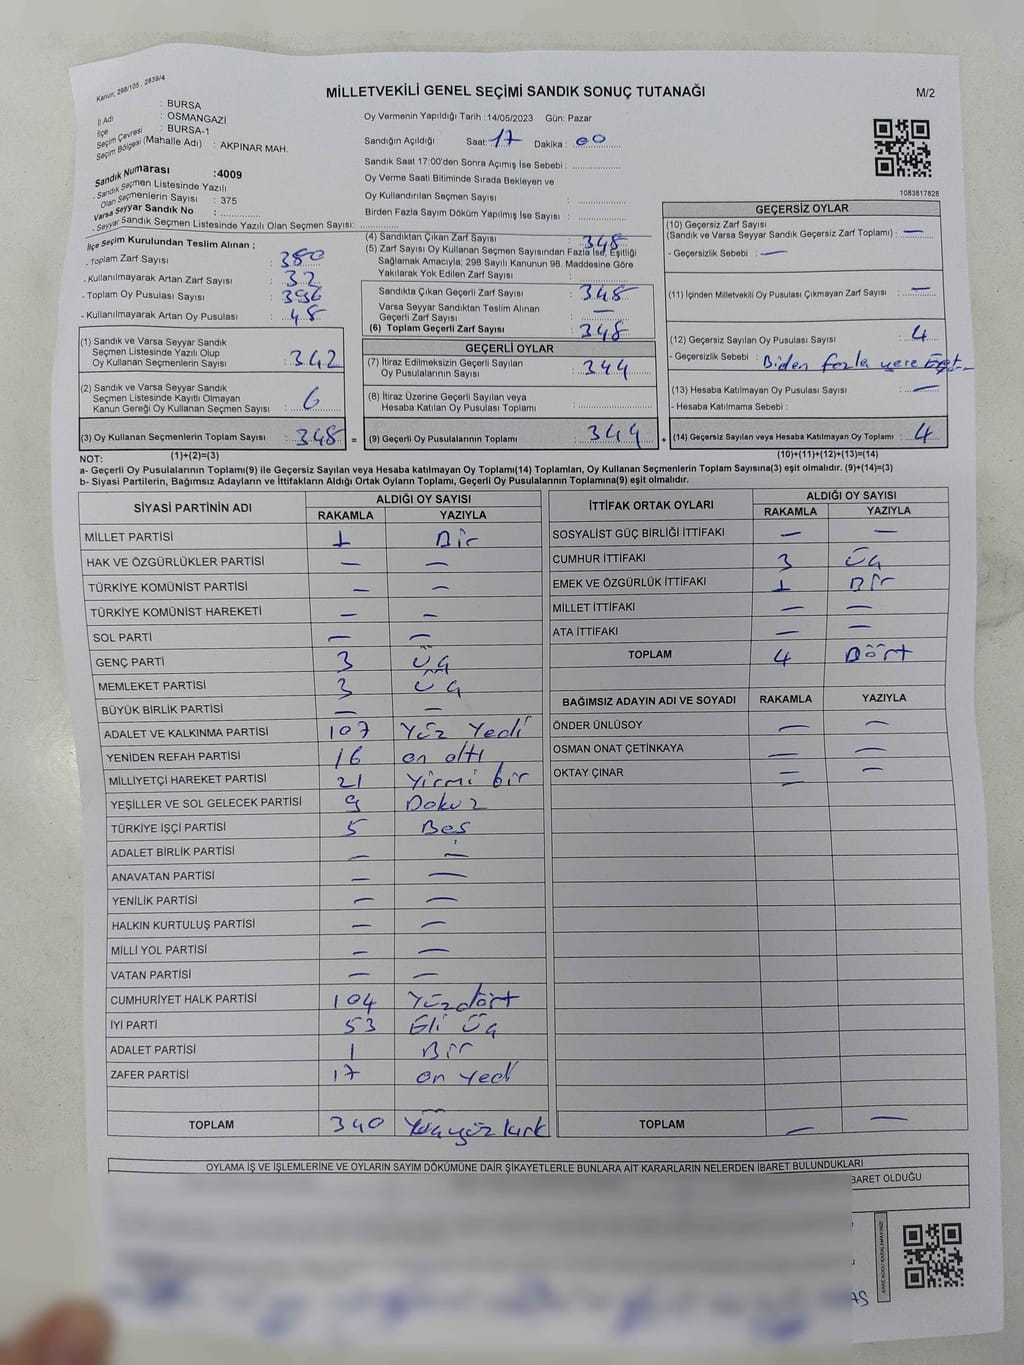 Kanun: 298/105, 2839/4
MİLLETVEKİLİ GENEL SEÇİMİ SANDIK SONUÇ TUTANAĞI
M/2
İl Adı : BURSA
İlçe : OSMANGAZİ
Seçim Çevresi : BURSA-1
Seçim Bölgesi (Mahalle Adı) : AKPINAR MAH.
Sandık Numarası :4009
- Sandık Seçmen Listesinde Yazılı
Olan Seçmenlerin Sayısı : 375
Varsa Seyyar Sandık No :
- Seyyar Sandık Seçmen Listesinde Yazılı Olan Seçmen Sayısı:
Oy Vermenin Yapıldığı Tarih :14/05/2023 Gün: Pazar
Sandığın Açıldığı Saat: 17 Dakika : 00
Sandık Saat 17:00'den Sonra Açımış İse Sebebi :
Oy Verme Saati Bitiminde Sırada Bekleyen ve
Oy Kullandırılan Seçmen Sayısı :
Birden Fazla Sayım Döküm Yapılmış İse Sayısı :
1083817828
İlçe Seçim Kurulundan Teslim Alınan ;
- Toplam Zarf Sayısı : 380
- Kullanılmayarak Artan Zarf Sayısı : 32
- Toplam Oy Pusulası Sayısı : 396
- Kullanılmayarak Artan Oy Pusulası : 48
(1) Sandık ve Varsa Seyyar Sandık
Seçmen Listesinde Yazılı Olup
Oy Kullanan Seçmenlerin Sayısı : 342
(2) Sandık ve Varsa Seyyar Sandık
Seçmen Listesinde Kayıtlı Olmayan
Kanun Gereği Oy Kullanan Seçmen Sayısı : 6
(3) Oy Kullanan Seçmenlerin Toplam Sayısı : 348 =
(4) Sandıktan Çıkan Zarf Sayısı : 348
(5) Zarf Sayısı Oy Kullanan Seçmen Sayısından Fazla İse, Eşitliği
Sağlamak Amacıyla; 298 Sayılı Kanunun 98. Maddesine Göre
Yakılarak Yok Edilen Zarf Sayısı :
Sandıkta Çıkan Geçerli Zarf Sayısı : 348
Varsa Seyyar Sandıktan Teslim Alınan
Geçerli Zarf Sayısı : —
(6) Toplam Geçerli Zarf Sayısı : 348
GEÇERLİ OYLAR
(7) İtiraz Edilmeksizin Geçerli Sayılan
Oy Pusulalarının Sayısı : 344
(8) İtiraz Üzerine Geçerli Sayılan veya
Hesaba Katılan Oy Pusulası Toplamı :
(9) Geçerli Oy Pusulalarının Toplamı : 344 +
GEÇERSİZ OYLAR
(10) Geçersiz Zarf Sayısı
(Sandık ve Varsa Seyyar Sandık Geçersiz Zarf Toplamı) : —
- Geçersizlik Sebebi : —
(11) İçinden Milletvekili Oy Pusulası Çıkmayan Zarf Sayısı : —
(12) Geçersiz Sayılan Oy Pusulası Sayısı : 4
- Geçersizlik Sebebi : Biden fazla yere
(13) Hesaba Katılmayan Oy Pusulası Sayısı : —
- Hesaba Katılmama Sebebi :
(14) Geçersiz Sayılan veya Hesaba Katılmayan Oy Toplamı : 4
NOT: (1)+(2)=(3) (10)+(11)+(12)+(13)=(14)
a- Geçerli Oy Pusulalarının Toplamı(9) ile Geçersiz Sayılan veya Hesaba katılmayan Oy Toplamı(14) Toplamları, Oy Kullanan Seçmenlerin Toplam Sayısına(3) eşit olmalıdır. (9)+(14)=(3)
b- Siyasi Partilerin, Bağımsız Adayların ve İttifakların Aldığı Ortak Oyların Toplamı, Geçerli Oy Pusulalarının Toplamına(9) eşit olmalıdır.
SİYASİ PARTİNİN ADI ALDIĞI OY SAYISI
RAKAMLA YAZIYLA
MİLLET PARTİSİ 1 Bir
HAK VE ÖZGÜRLÜKLER PARTİSİ — —
TÜRKİYE KOMÜNİST PARTİSİ — —
TÜRKİYE KOMÜNİST HAREKETİ — —
SOL PARTİ — —
GENÇ PARTİ 3 Üç
MEMLEKET PARTİSİ 3 Üç
BÜYÜK BİRLİK PARTİSİ — —
ADALET VE KALKINMA PARTİSİ 107 Yüz Yedi
YENİDEN REFAH PARTİSİ 16 on altı
MİLLİYETÇİ HAREKET PARTİSİ 21 Yirmi bir
YEŞİLLER VE SOL GELECEK PARTİSİ 9 Dokuz
TÜRKİYE İŞÇİ PARTİSİ 5 Beş
ADALET BİRLİK PARTİSİ — —
ANAVATAN PARTİSİ — —
YENİLİK PARTİSİ — —
HALKIN KURTULUŞ PARTİSİ — —
MİLLİ YOL PARTİSİ — —
VATAN PARTİSİ — —
CUMHURİYET HALK PARTİSİ 104 Yüzdört
İYİ PARTİ 53 Elli Üç
ADALET PARTİSİ 1 Bir
ZAFER PARTİSİ 17 on yedi
TOPLAM 340 Üçyüz kırk
İTTİFAK ORTAK OYLARI ALDIĞI OY SAYISI
RAKAMLA YAZIYLA
SOSYALİST GÜÇ BİRLİĞİ İTTİFAKI — —
CUMHUR İTTİFAKI 3 Üç
EMEK VE ÖZGÜRLÜK İTTİFAKI 1 Bir
MİLLET İTTİFAKI — —
ATA İTTİFAKI — —
TOPLAM 4 Dört
BAĞIMSIZ ADAYIN ADI VE SOYADI RAKAMLA YAZIYLA
ÖNDER ÜNLÜSOY — —
OSMAN ONAT ÇETİNKAYA — —
OKTAY ÇINAR — —
TOPLAM — —
OYLAMA İŞ VE İŞLEMLERİNE VE OYLARIN SAYIM DÖKÜMÜNE DAİR ŞİKAYETLERLE BUNLARA AİT KARARLARIN NELERDEN İBARET BULUNDUKLARI
BARET OLDUĞU